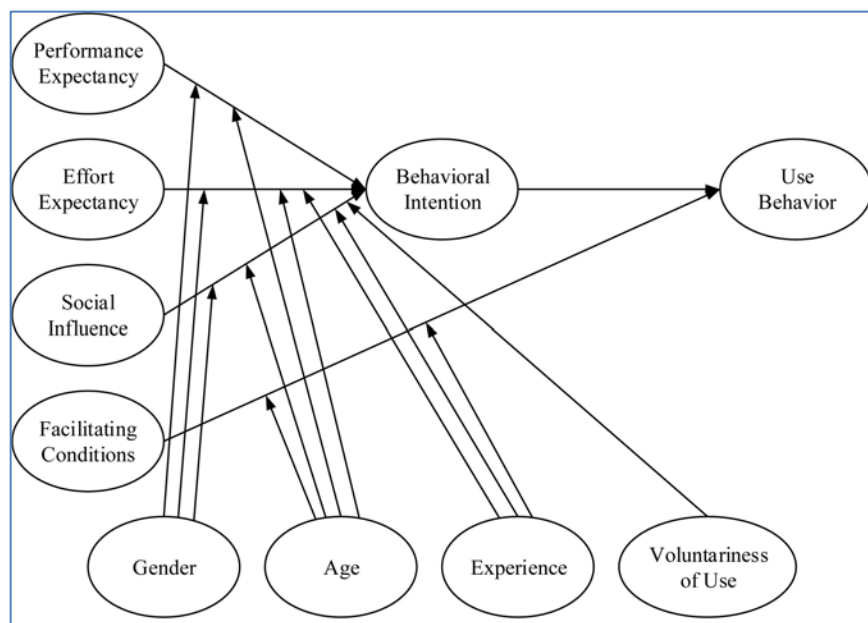 Performance
Expectancy
Effort
Expectancy
Behavioral
Intention
Use
Behavior
Social
Influence
Facilitating
Conditions
Gender
Age
Experience
Voluntariness
of Use